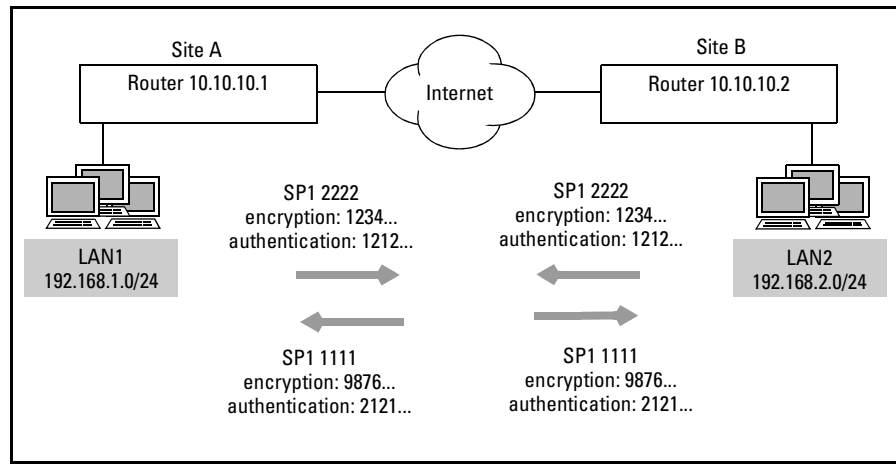 Site A
Router 10.10.10.1
Internet
Site B
Router 10.10.10.2
LAN1
192.168.1.0/24
SP1 2222
encryption: 1234...
authentication: 1212...
SP1 2222
encryption: 1234...
authentication: 1212...
LAN2
192.168.2.0/24
SP1 1111
encryption: 9876...
authentication: 2121...
SP1 1111
encryption: 9876...
authentication: 2121...